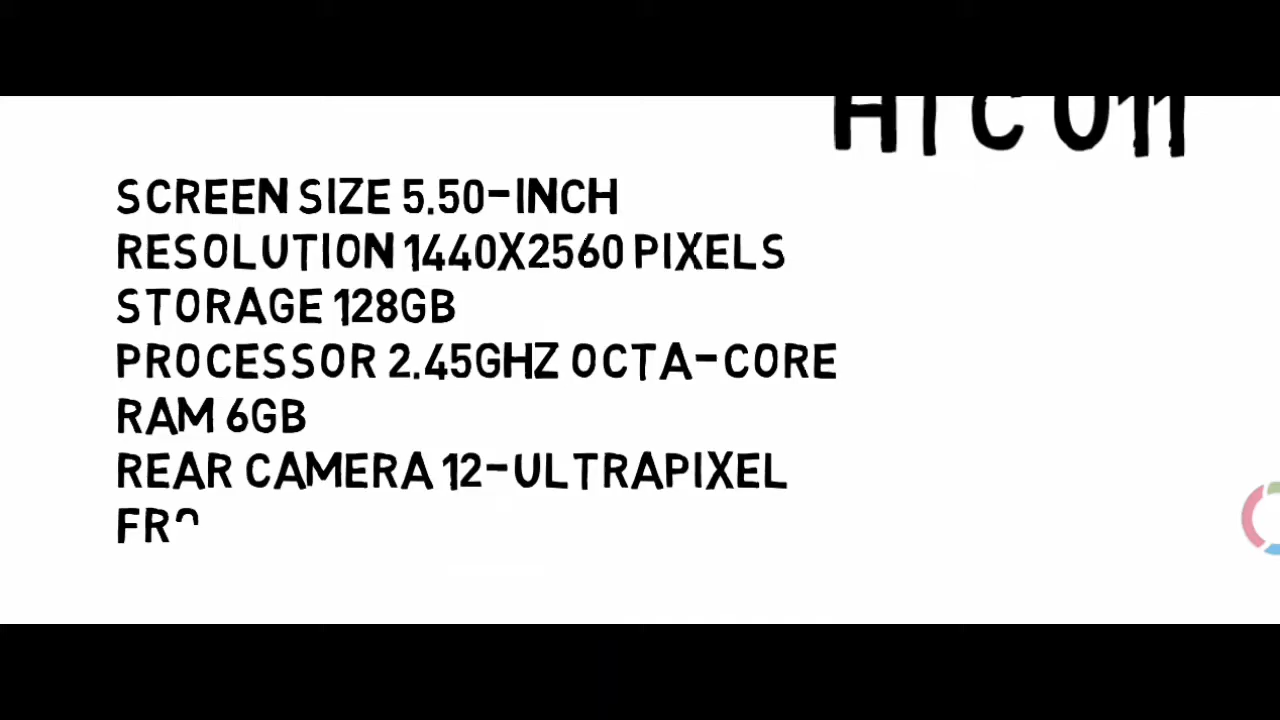 HTC U11
SCREEN SIZE 5.50-INCH
RESOLUTION 1440X2560 PIXELS
STORAGE 128GB
PROCESSOR 2.45GHZ OCTA-CORE
RAM 6GB
REAR CAMERA 12-ULTRAPIXEL